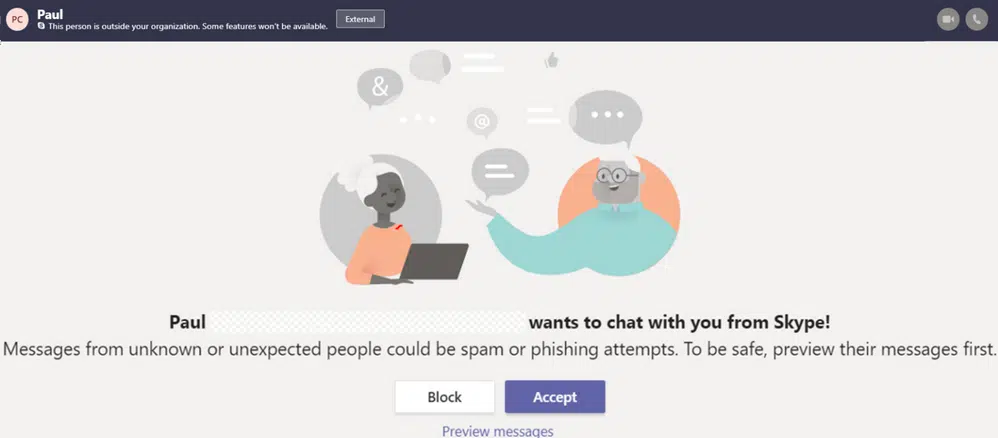 PC
Paul
This person is outside your organization. Some features won't be available.
External
&
@
Paul wants to chat with you from Skype!
Messages from unknown or unexpected people could be spam or phishing attempts. To be safe, preview their messages first.
Block
Accept
Preview messages